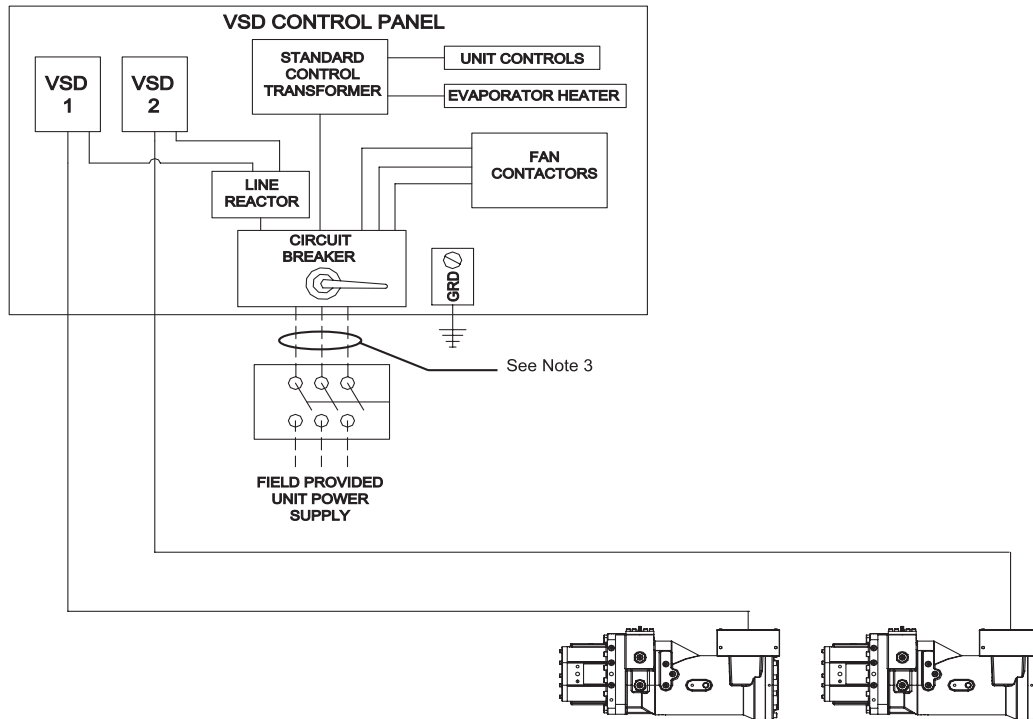 VSD CONTROL PANEL
VSD
1
VSD
2
STANDARD
CONTROL
TRANSFORMER
UNIT CONTROLS
EVAPORATOR HEATER
FAN
CONTACTORS
LINE
REACTOR
CIRCUIT
BREAKER
GRD
See Note 3
FIELD PROVIDED
UNIT POWER
SUPPLY